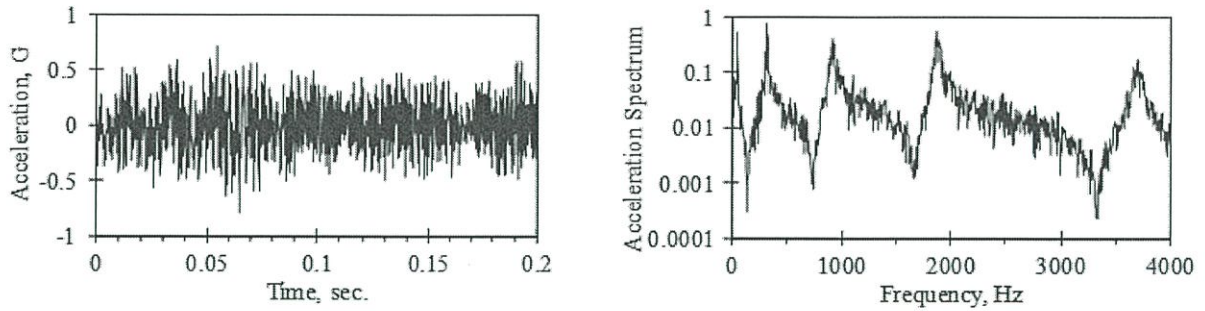 Acceleration, G
1
0.5
0
-0.5
-1
0 0.05 0.1 0.15 0.2
Time, sec.
Acceleration Spectrum
1
0.1
0.01
0.001
0.0001
0 1000 2000 3000 4000
Frequency, Hz